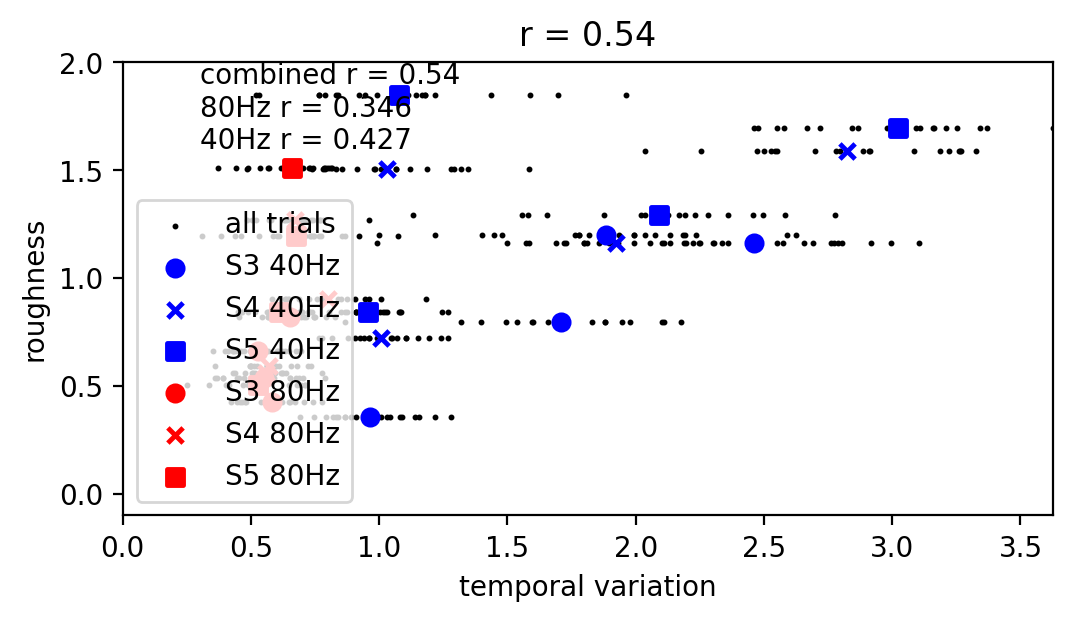 r = 0.54
combined r = 0.54
80Hz r = 0.346
40Hz r = 0.427
all trials
S3 40Hz
S4 40Hz
S5 40Hz
S3 80Hz
S4 80Hz
S5 80Hz
roughness
2.0
1.5
1.0
0.5
0.0
0.0 0.5 1.0 1.5 2.0 2.5 3.0 3.5
temporal variation